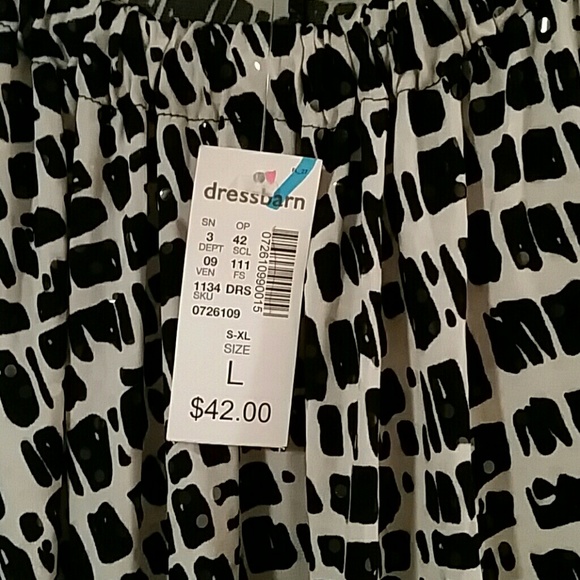 dressbarn
SN OP
3 42
DEPT SCL
09 111
VEN FS
1134 DRS
SKU
0726109
072610990015
S-XL
SIZE
L
$42.00